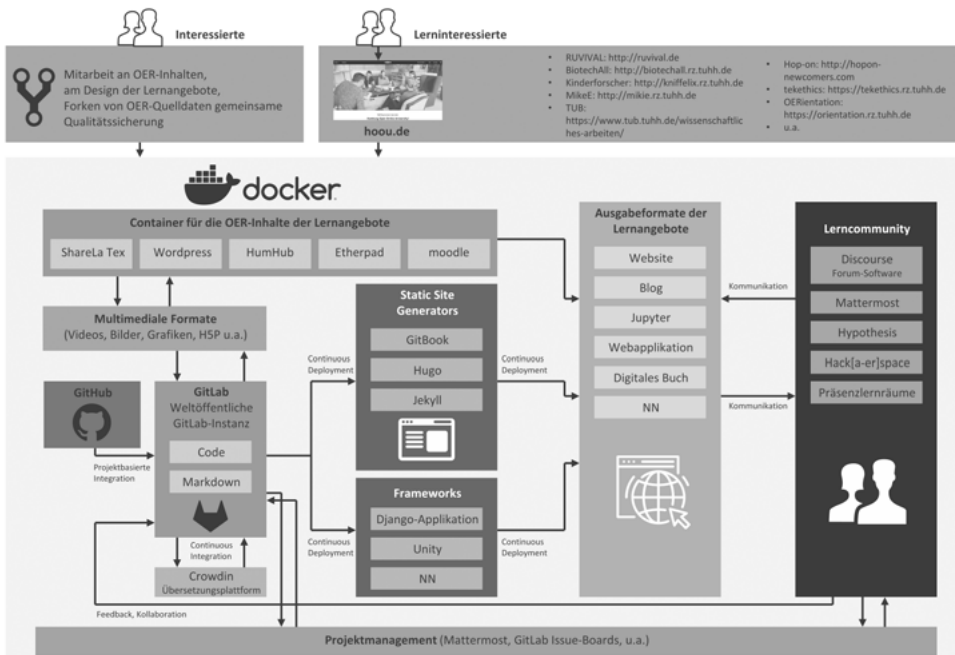 Interessierte
Mitarbeit an OER-Inhalten,
am Design der Lernangebote,
Forken von OER-Quelldaten gemeinsame
Qualitätssicherung
Lerninteressierte
hoou.de
• RUVIVAL: http://ruvival.de
• BiotechAll: http://biotechall.rz.tuhh.de
• Kinderforscher: http://kniffelix.rz.tuhh.de
• MikeE: http://mikie.rz.tuhh.de
• TUB:
https://www.tub.tuhh.de/wissenschaftlic
hes-arbeiten/
• Hop-on: http://hopon-
newcomers.com
• tekethics: https://tekethics.rz.tuhh.de
• OERientation:
https://orientation.rz.tuhh.de
• u.a.
docker
Container für die OER-Inhalte der Lernangebote
ShareLa Tex
Wordpress
HumHub
Etherpad
moodle
Multimediale Formate
(Videos, Bilder, Grafiken, H5P u.a.)
GitHub
Projektbasierte
Integration
GitLab
Weltöffentliche
GitLab-Instanz
Code
Markdown
Continuous
Integration
Crowdin
Übersetzungsplattform
Feedback, Kollaboration
Continuous
Deployment
Continuous
Deployment
Static Site
Generators
GitBook
Hugo
Jekyll
Frameworks
Django-Applikation
Unity
NN
Continuous
Deployment
Continuous
Deployment
Ausgabeformate der
Lernangebote
Website
Blog
Jupyter
Webapplikation
Digitales Buch
NN
Kommunikation
Kommunikation
Lerncommunity
Discourse
Forum-Software
Mattermost
Hypothesis
Hack[a-er]space
Präsenzlernräume
Projektmanagement (Mattermost, GitLab Issue-Boards, u.a.)